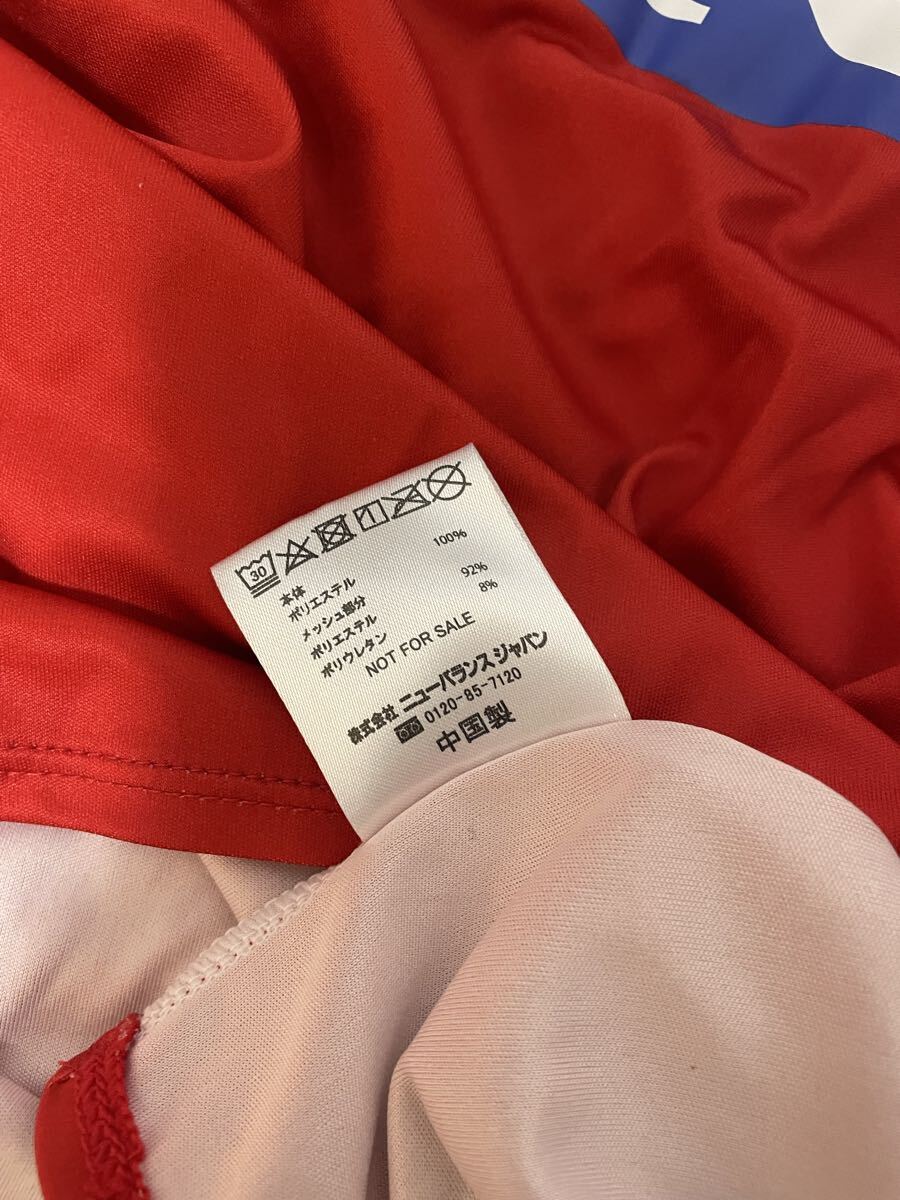 30
本体
ポリエステル 100%
メッシュ部分
ポリエステル 92%
ポリウレタン 8%
NOT FOR SALE
株式会社 ニューバランス ジャパン
0120-85-7120
中国製